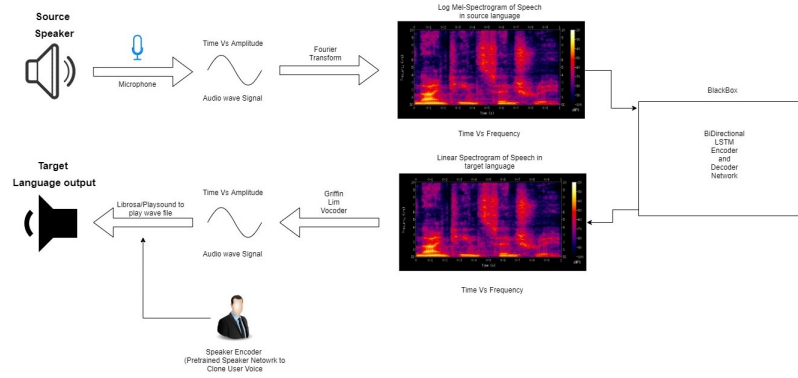 Source
Speaker
Microphone
Time Vs Amplitude
Audio wave Signal
Fourier
Transform
Log Mel-Spectrogram of Speech
in source language
Time Vs Frequency
BlackBox
BiDirectional
LSTM
Encoder
and
Decoder
Network
Linear Spectrogram of Speech in
target language
Time Vs Frequency
Griffin
Lim
Vocoder
Time Vs Amplitude
Audio wave Signal
Librosa/Playsound to
play wave file
Target
Language output
Speaker Encoder
(Pretrained Speaker Netowrk to
Clone User Voice